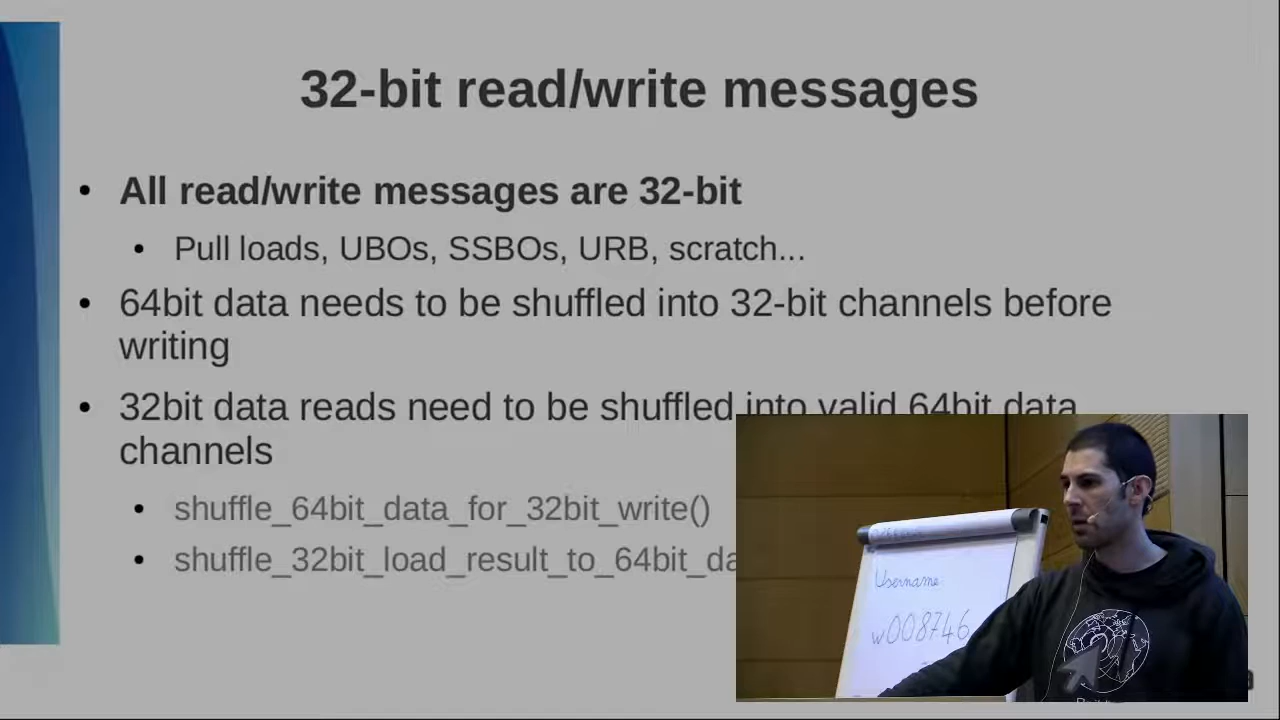 32-bit read/write messages
• All read/write messages are 32-bit
• Pull loads, UBOs, SSBOs, URB, scratch...
• 64bit data needs to be shuffled into 32-bit channels before
writing
• 32bit data reads need to be shuffled into valid 64bit data
channels
• shuffle_64bit_data_for_32bit_write()
• shuffle_32bit_load_result_to_64bit_da
Username
w008746